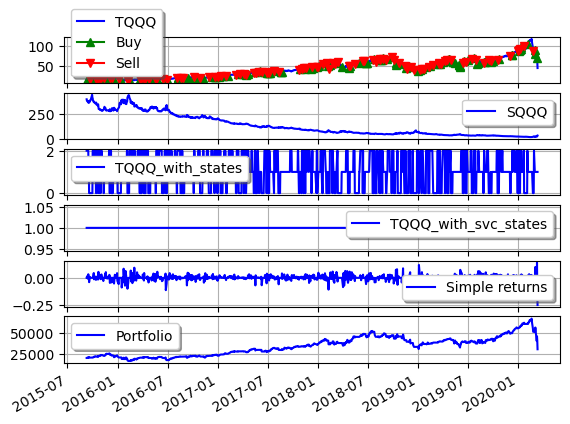 TQQQ
Buy
Sell
100
50
SQQQ
250
0
TQQQ_with_states
2
0
TQQQ_with_svc_states
1.05
1.00
0.95
Simple returns
0.00
−0.25
Portfolio
50000
25000
2015-07
2016-01
2016-07
2017-01
2017-07
2018-01
2018-07
2019-01
2019-07
2020-01